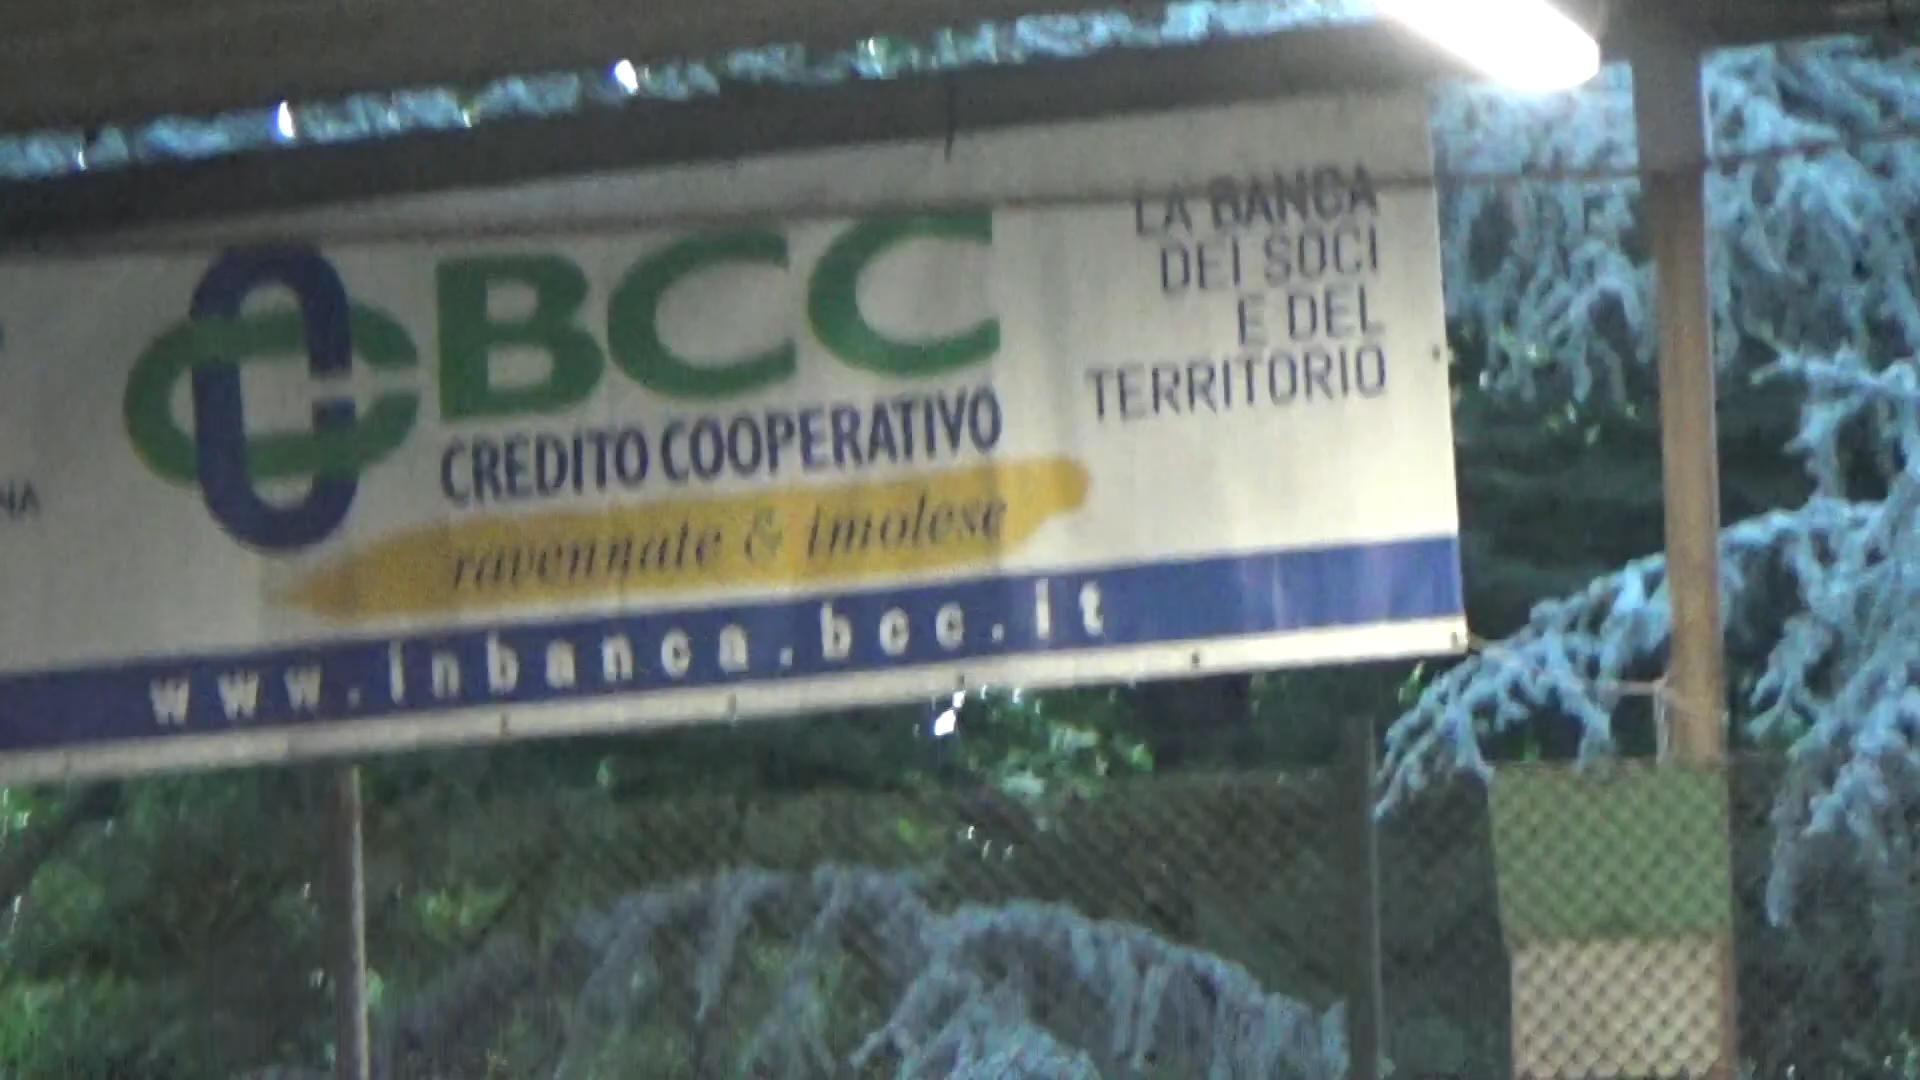 BCC
CREDITO COOPERATIVO
ravennate & imolese
LA BANCA
DEI SOCI
E DEL
TERRITORIO
www.inbanca.bcc.it